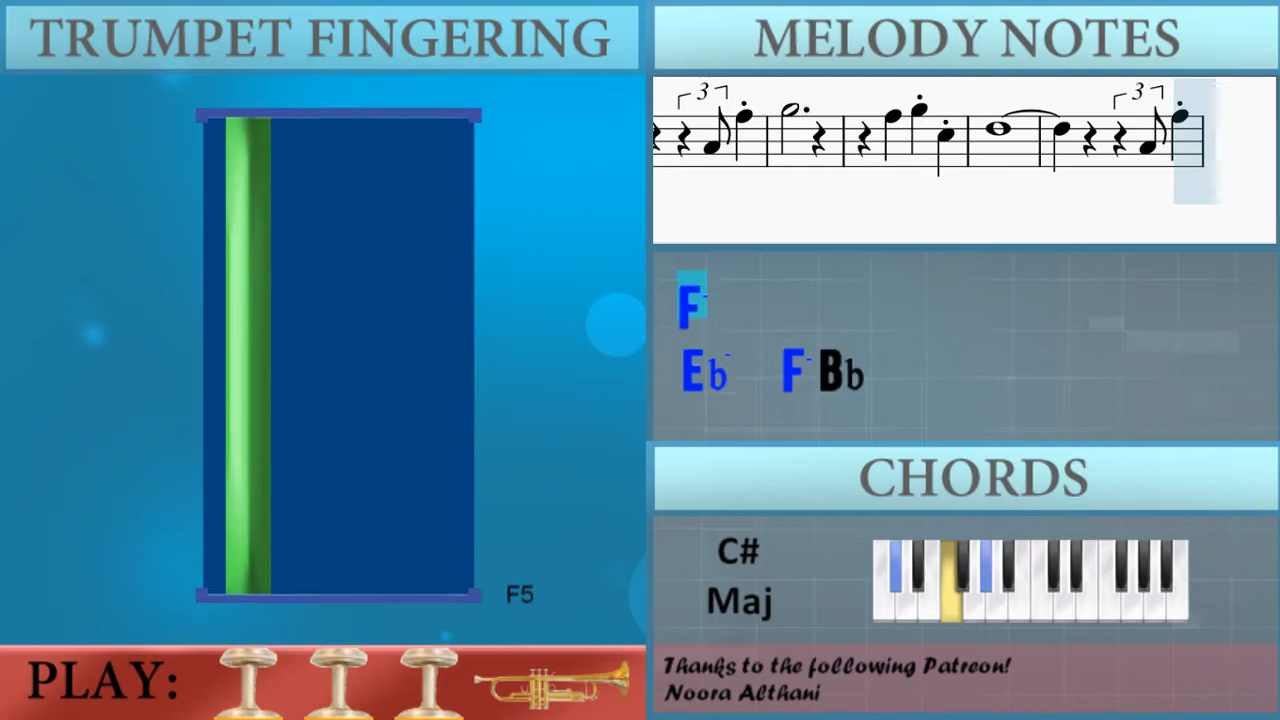 TRUMPET FINGERING
MELODY NOTES
3 3
F-
Eb- F- Bb
F5
CHORDS
C#
Maj
PLAY:
Thanks to the following Patreon!
Noora Althani